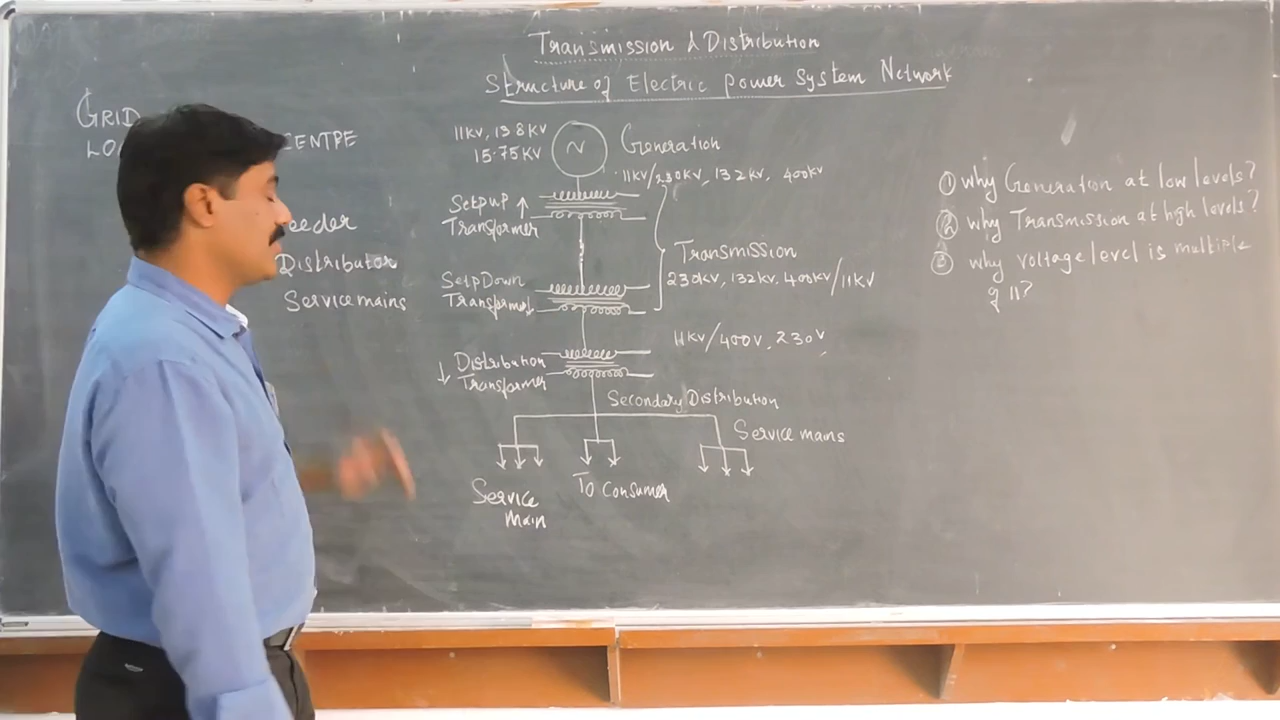 Transmission & Distribution
Structure of Electric Power System Network
GRID
LO
CENTRE
eeder
Distributor
Service mains
11KV, 13.8KV
15.75KV
Generation
11KV/230KV, 132KV, 400KV
Setpup ↑
Transformer
Transmission
230KV, 132KV, 400KV/11KV
SetpDown
Transformer↓
11KV/400V, 230V
↓ Distribution
Transformer
Secondary Distribution
Service mains
Service
Main
To Consumer
① why Generation at low levels?
② why Transmission at high levels?
③ why voltage level is multiple
of 11?